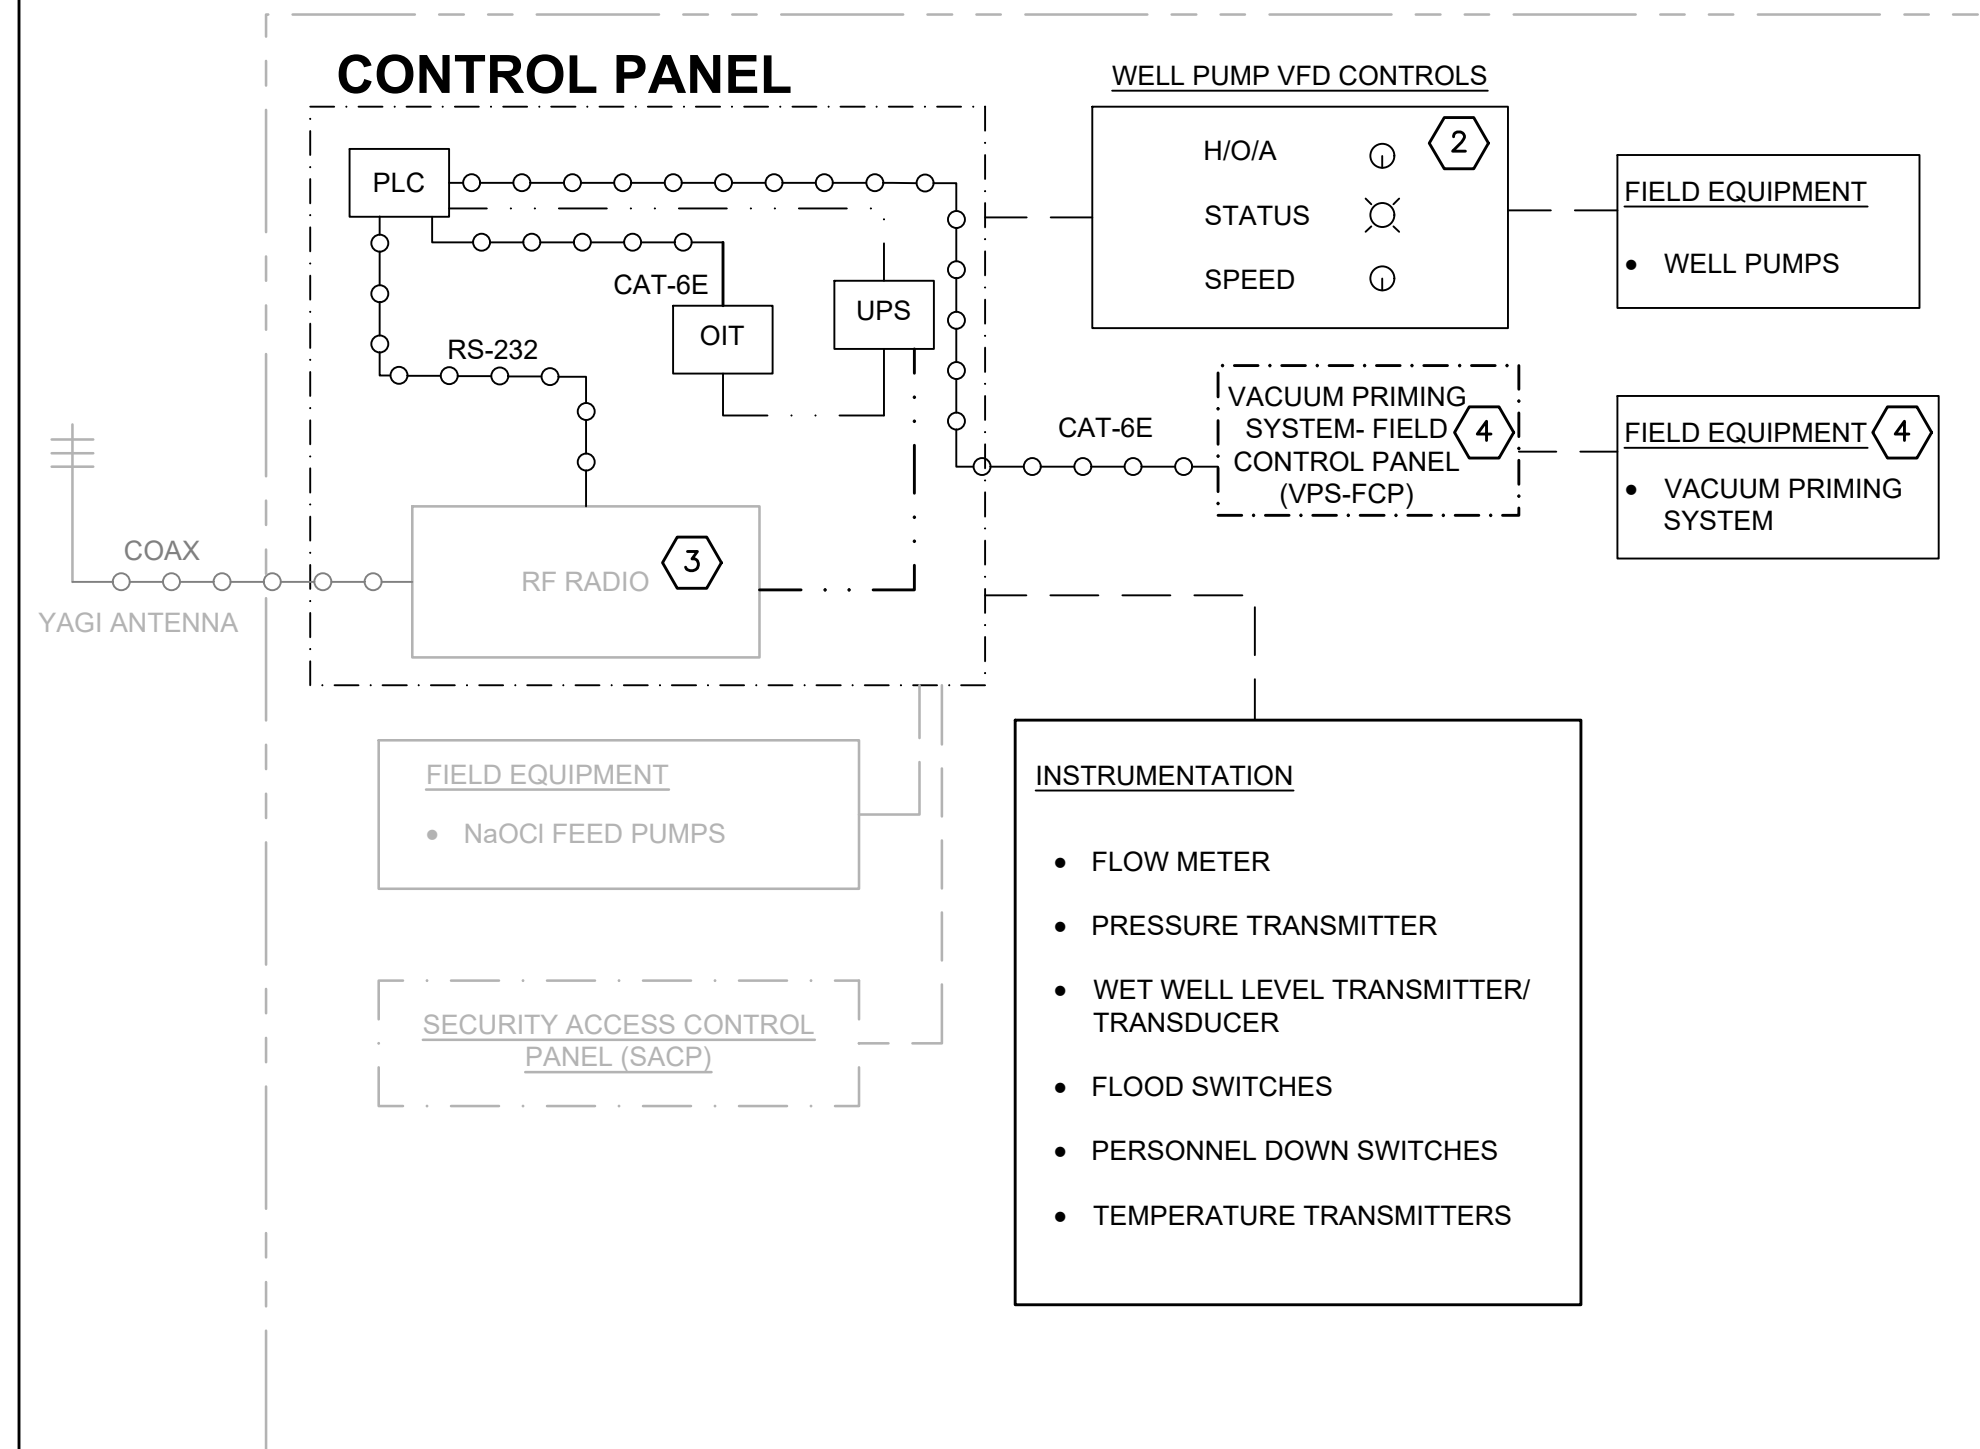 CONTROL PANEL
WELL PUMP VFD CONTROLS
PLC
H/O/A
2
STATUS
SPEED
FIELD EQUIPMENT
• WELL PUMPS
CAT-6E
OIT
UPS
RS-232
CAT-6E
VACUUM PRIMING
SYSTEM- FIELD
CONTROL PANEL
(VPS-FCP)
4
FIELD EQUIPMENT
4
• VACUUM PRIMING
SYSTEM
COAX
YAGI ANTENNA
RF RADIO
3
FIELD EQUIPMENT
• NaOCl FEED PUMPS
SECURITY ACCESS CONTROL
PANEL (SACP)
INSTRUMENTATION
• FLOW METER
• PRESSURE TRANSMITTER
• WET WELL LEVEL TRANSMITTER/
TRANSDUCER
• FLOOD SWITCHES
• PERSONNEL DOWN SWITCHES
• TEMPERATURE TRANSMITTERS